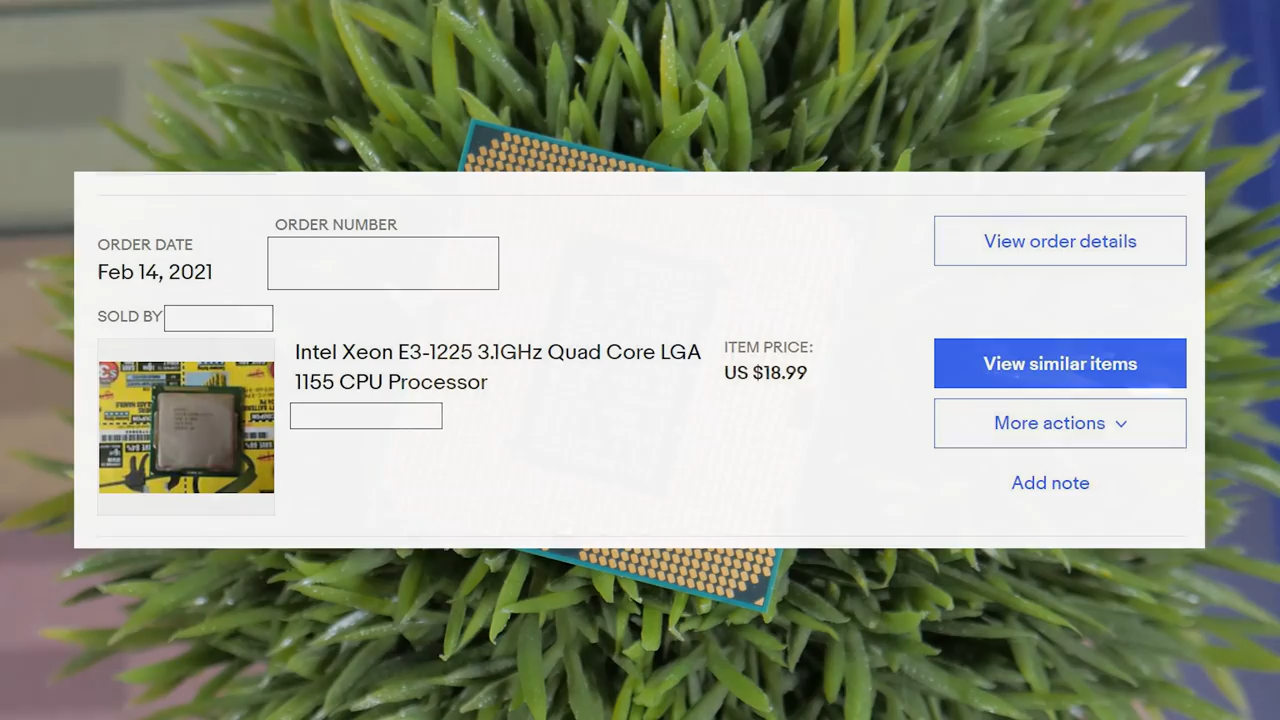 ORDER NUMBER
ORDER DATE
Feb 14, 2021
View order details
SOLD BY
Intel Xeon E3-1225 3.1GHz Quad Core LGA
1155 CPU Processor
ITEM PRICE:
US $18.99
View similar items
More actions
Add note